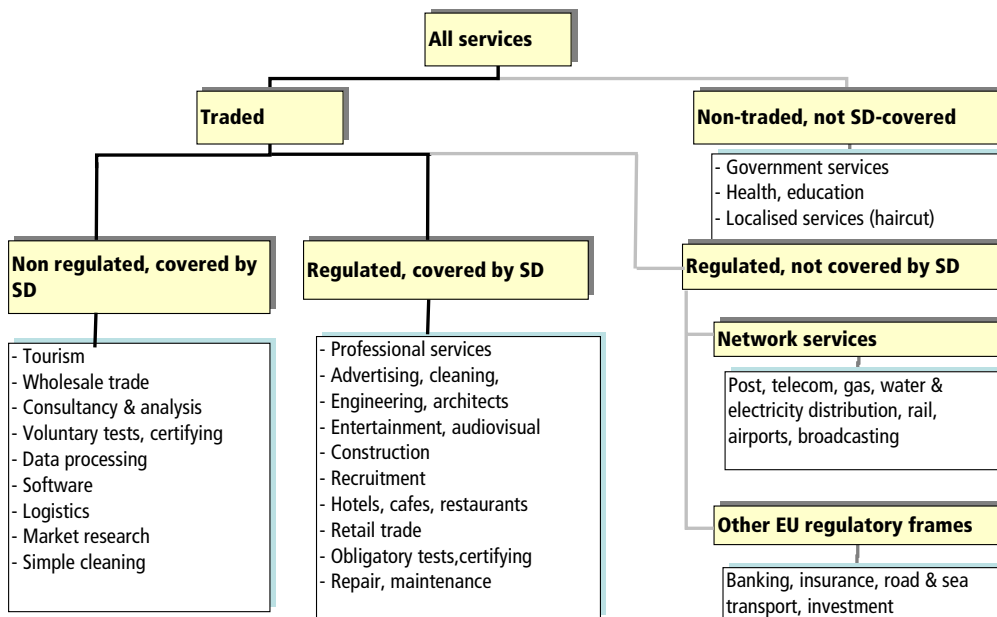 All services
Traded
Non-traded, not SD-covered
- Government services
- Health, education
- Localised services (haircut)
Non regulated, covered by
SD
- Tourism
- Wholesale trade
- Consultancy & analysis
- Voluntary tests, certifying
- Data processing
- Software
- Logistics
- Market research
- Simple cleaning
Regulated, covered by SD
- Professional services
- Advertising, cleaning,
- Engineering, architects
- Entertainment, audiovisual
- Construction
- Recruitment
- Hotels, cafes, restaurants
- Retail trade
- Obligatory tests,certifying
- Repair, maintenance
Regulated, not covered by SD
Network services
Post, telecom, gas, water &
electricity distribution, rail,
airports, broadcasting
Other EU regulatory frames
Banking, insurance, road & sea
transport, investment